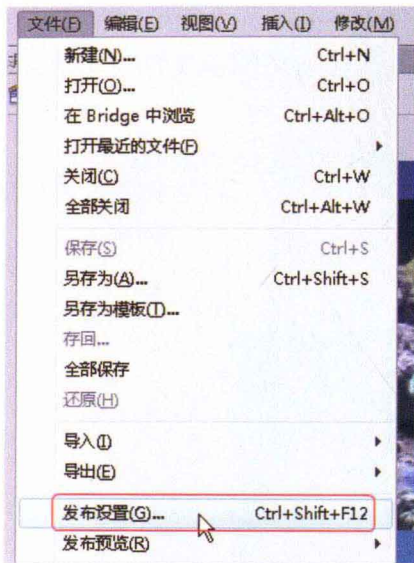 文件(F) 编辑(E) 视图(V) 插入(I) 修改(M)
新建(N)... Ctrl+N
打开(O)... Ctrl+O
在 Bridge 中浏览 Ctrl+Alt+O
打开最近的文件(F)
关闭(C) Ctrl+W
全部关闭 Ctrl+Alt+W
保存(S) Ctrl+S
另存为(A)... Ctrl+Shift+S
另存为模板(T)...
存回...
全部保存
还原(H)
导入(I)
导出(E)
发布设置(G)... Ctrl+Shift+F12
发布预览(R)